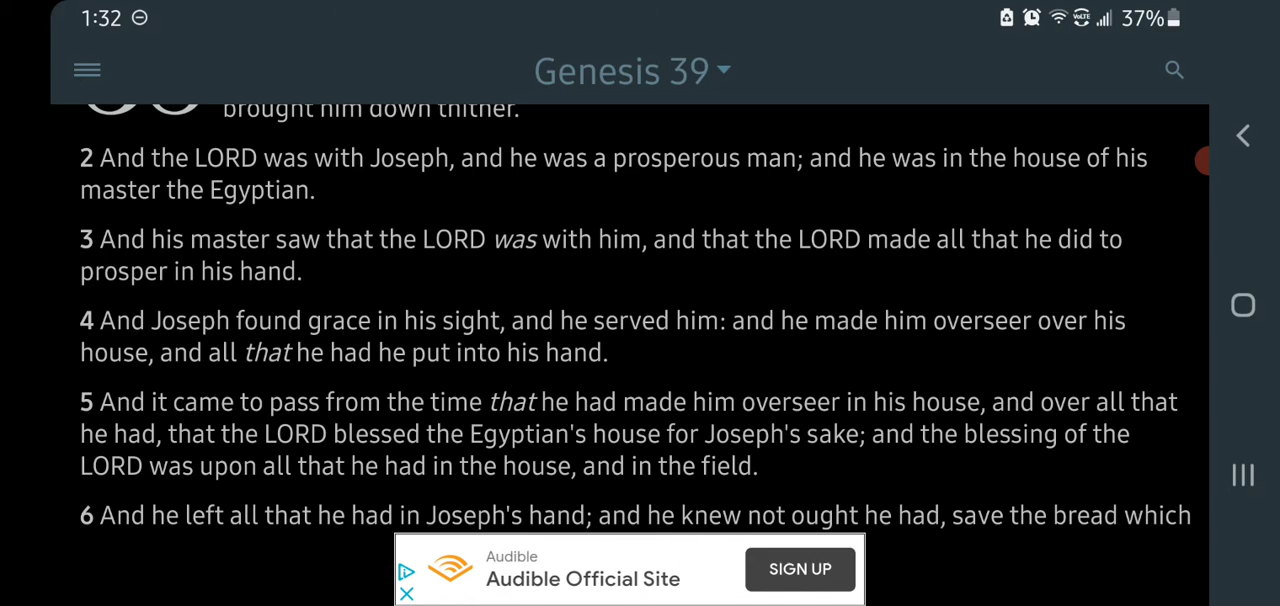 1:32
VoLTE
37%
Genesis 39
brought him down thither.
2 And the LORD was with Joseph, and he was a prosperous man; and he was in the house of his
master the Egyptian.
3 And his master saw that the LORD was with him, and that the LORD made all that he did to
prosper in his hand.
4 And Joseph found grace in his sight, and he served him: and he made him overseer over his
house, and all that he had he put into his hand.
5 And it came to pass from the time that he had made him overseer in his house, and over all that
he had, that the LORD blessed the Egyptian's house for Joseph's sake; and the blessing of the
LORD was upon all that he had in the house, and in the field.
6 And he left all that he had in Joseph's hand; and he knew not ought he had, save the bread which
Audible
Audible Official Site
SIGN UP